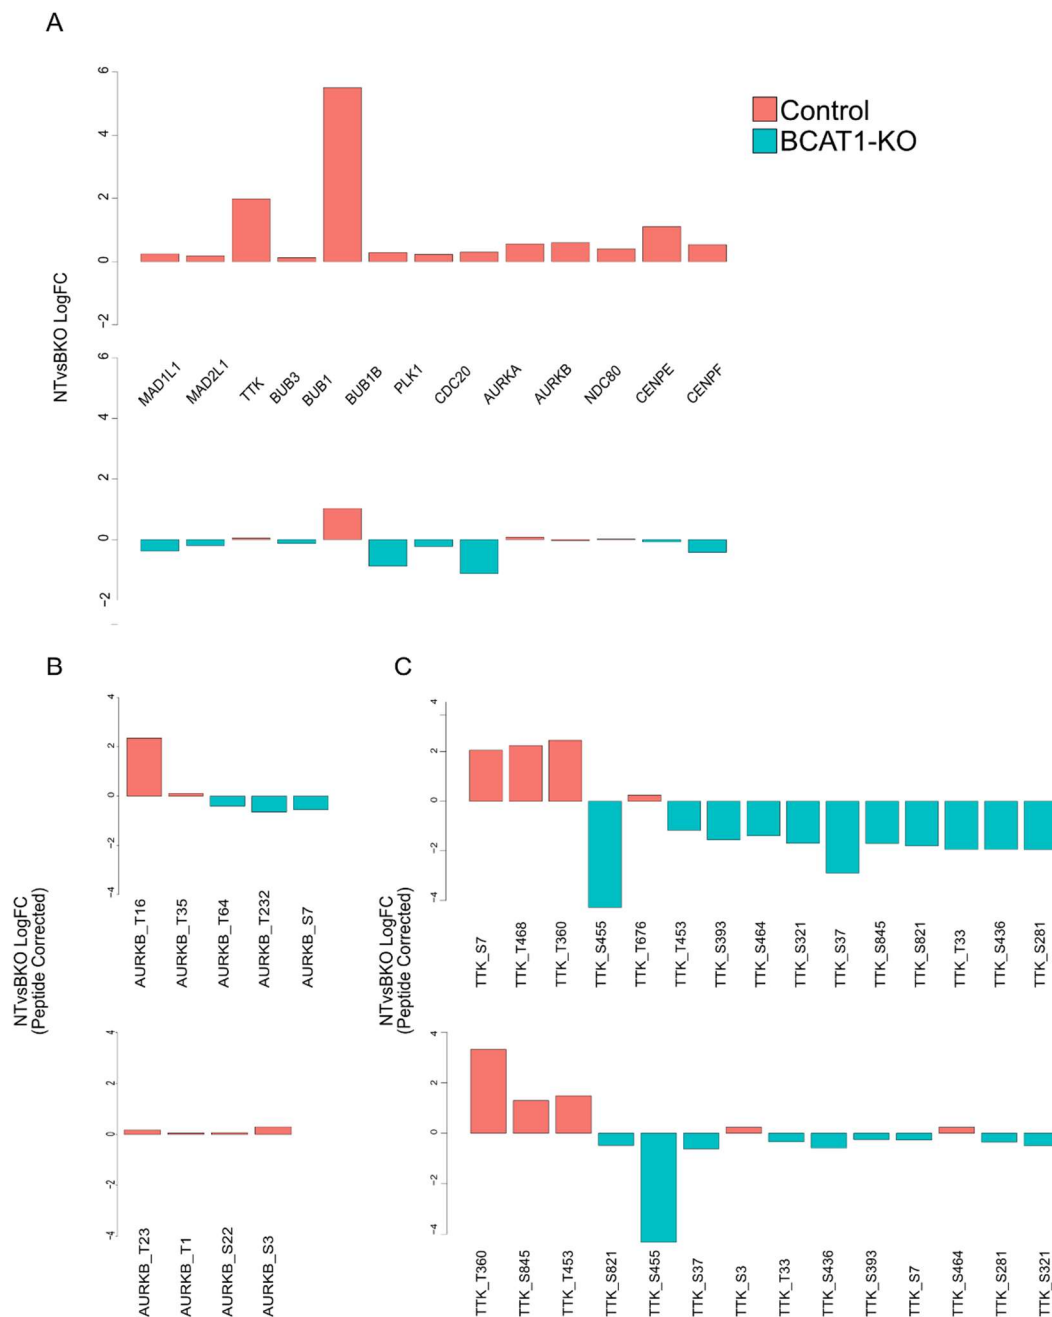 A
Control
BCAT1-KO
NTvsBKO LogFC
6
4
2
0
−2
MAD1L1
MAD2L1
TTK
BUB3
BUB1
BUB1B
PLK1
CDC20
AURKA
AURKB
NDC80
CENPE
CENPF
6
4
2
0
−2
B
NTvsBKO LogFC
(Peptide Corrected)
4
2
0
−2
−4
AURKB_T16
AURKB_T35
AURKB_T64
AURKB_T232
AURKB_S7
4
2
0
−2
−4
AURKB_T23
AURKB_T1
AURKB_S22
AURKB_S3
C
NTvsBKO LogFC
(Peptide Corrected)
4
2
0
−2
−4
TTK_S7
TTK_T468
TTK_T360
TTK_S455
TTK_T676
TTK_T453
TTK_S393
TTK_S464
TTK_S321
TTK_S37
TTK_S845
TTK_S821
TTK_T33
TTK_S436
TTK_S281
4
2
0
−2
−4
TTK_T360
TTK_S845
TTK_T453
TTK_S821
TTK_S455
TTK_S37
TTK_S3
TTK_T33
TTK_S436
TTK_S393
TTK_S7
TTK_S464
TTK_S281
TTK_S321